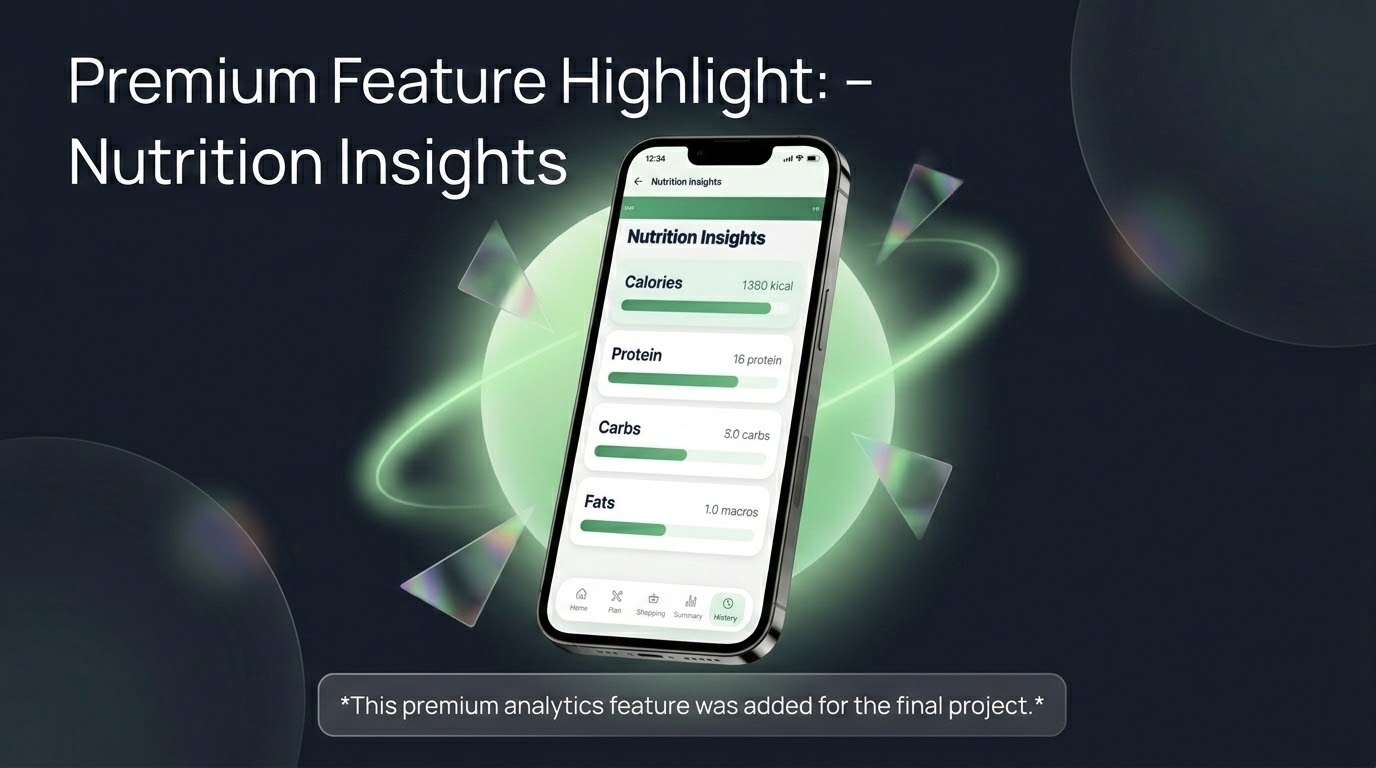 Premium Feature Highlight: –
Nutrition Insights
12:34
← Nutrition insights
Nutrition Insights
Calories 1380 kical
Protein 16 protein
Carbs 5.0 carbs
Fats 1.0 macros
Heme Plan Shopping Summary Histery
*This premium analytics feature was added for the final project.*